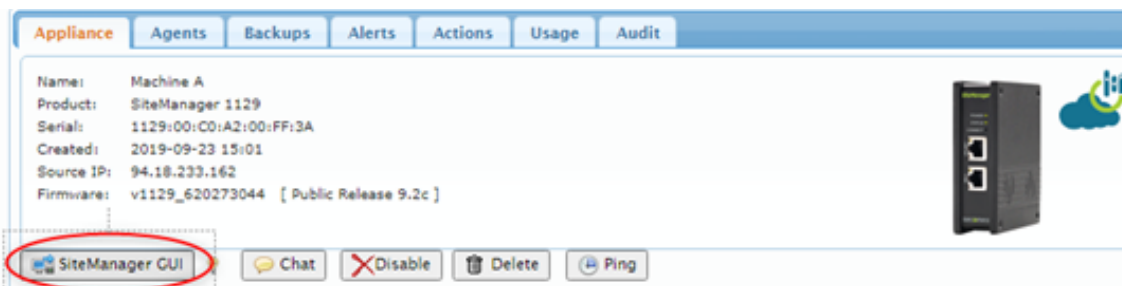 Appliance Agents Backups Alerts Actions Usage Audit
Name: Machine A
Product: SiteManager 1129
Serial: 1129:00:C0:A2:00:FF:3A
Created: 2019-09-23 15:01
Source IP: 94.18.233.162
Firmware: v1129_620273044 [ Public Release 9.2c ]
SiteManager GUI Chat Disable Delete Ping